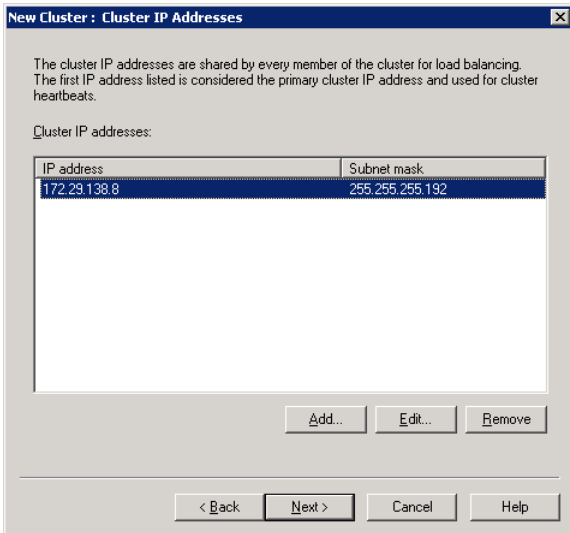 New Cluster : Cluster IP Addresses
The cluster IP addresses are shared by every member of the cluster for load balancing.
The first IP address listed is considered the primary cluster IP address and used for cluster
heartbeats.
Cluster IP addresses:
IP address Subnet mask
172.29.138.8 255.255.255.192
Add... Edit... Remove
< Back Next > Cancel Help